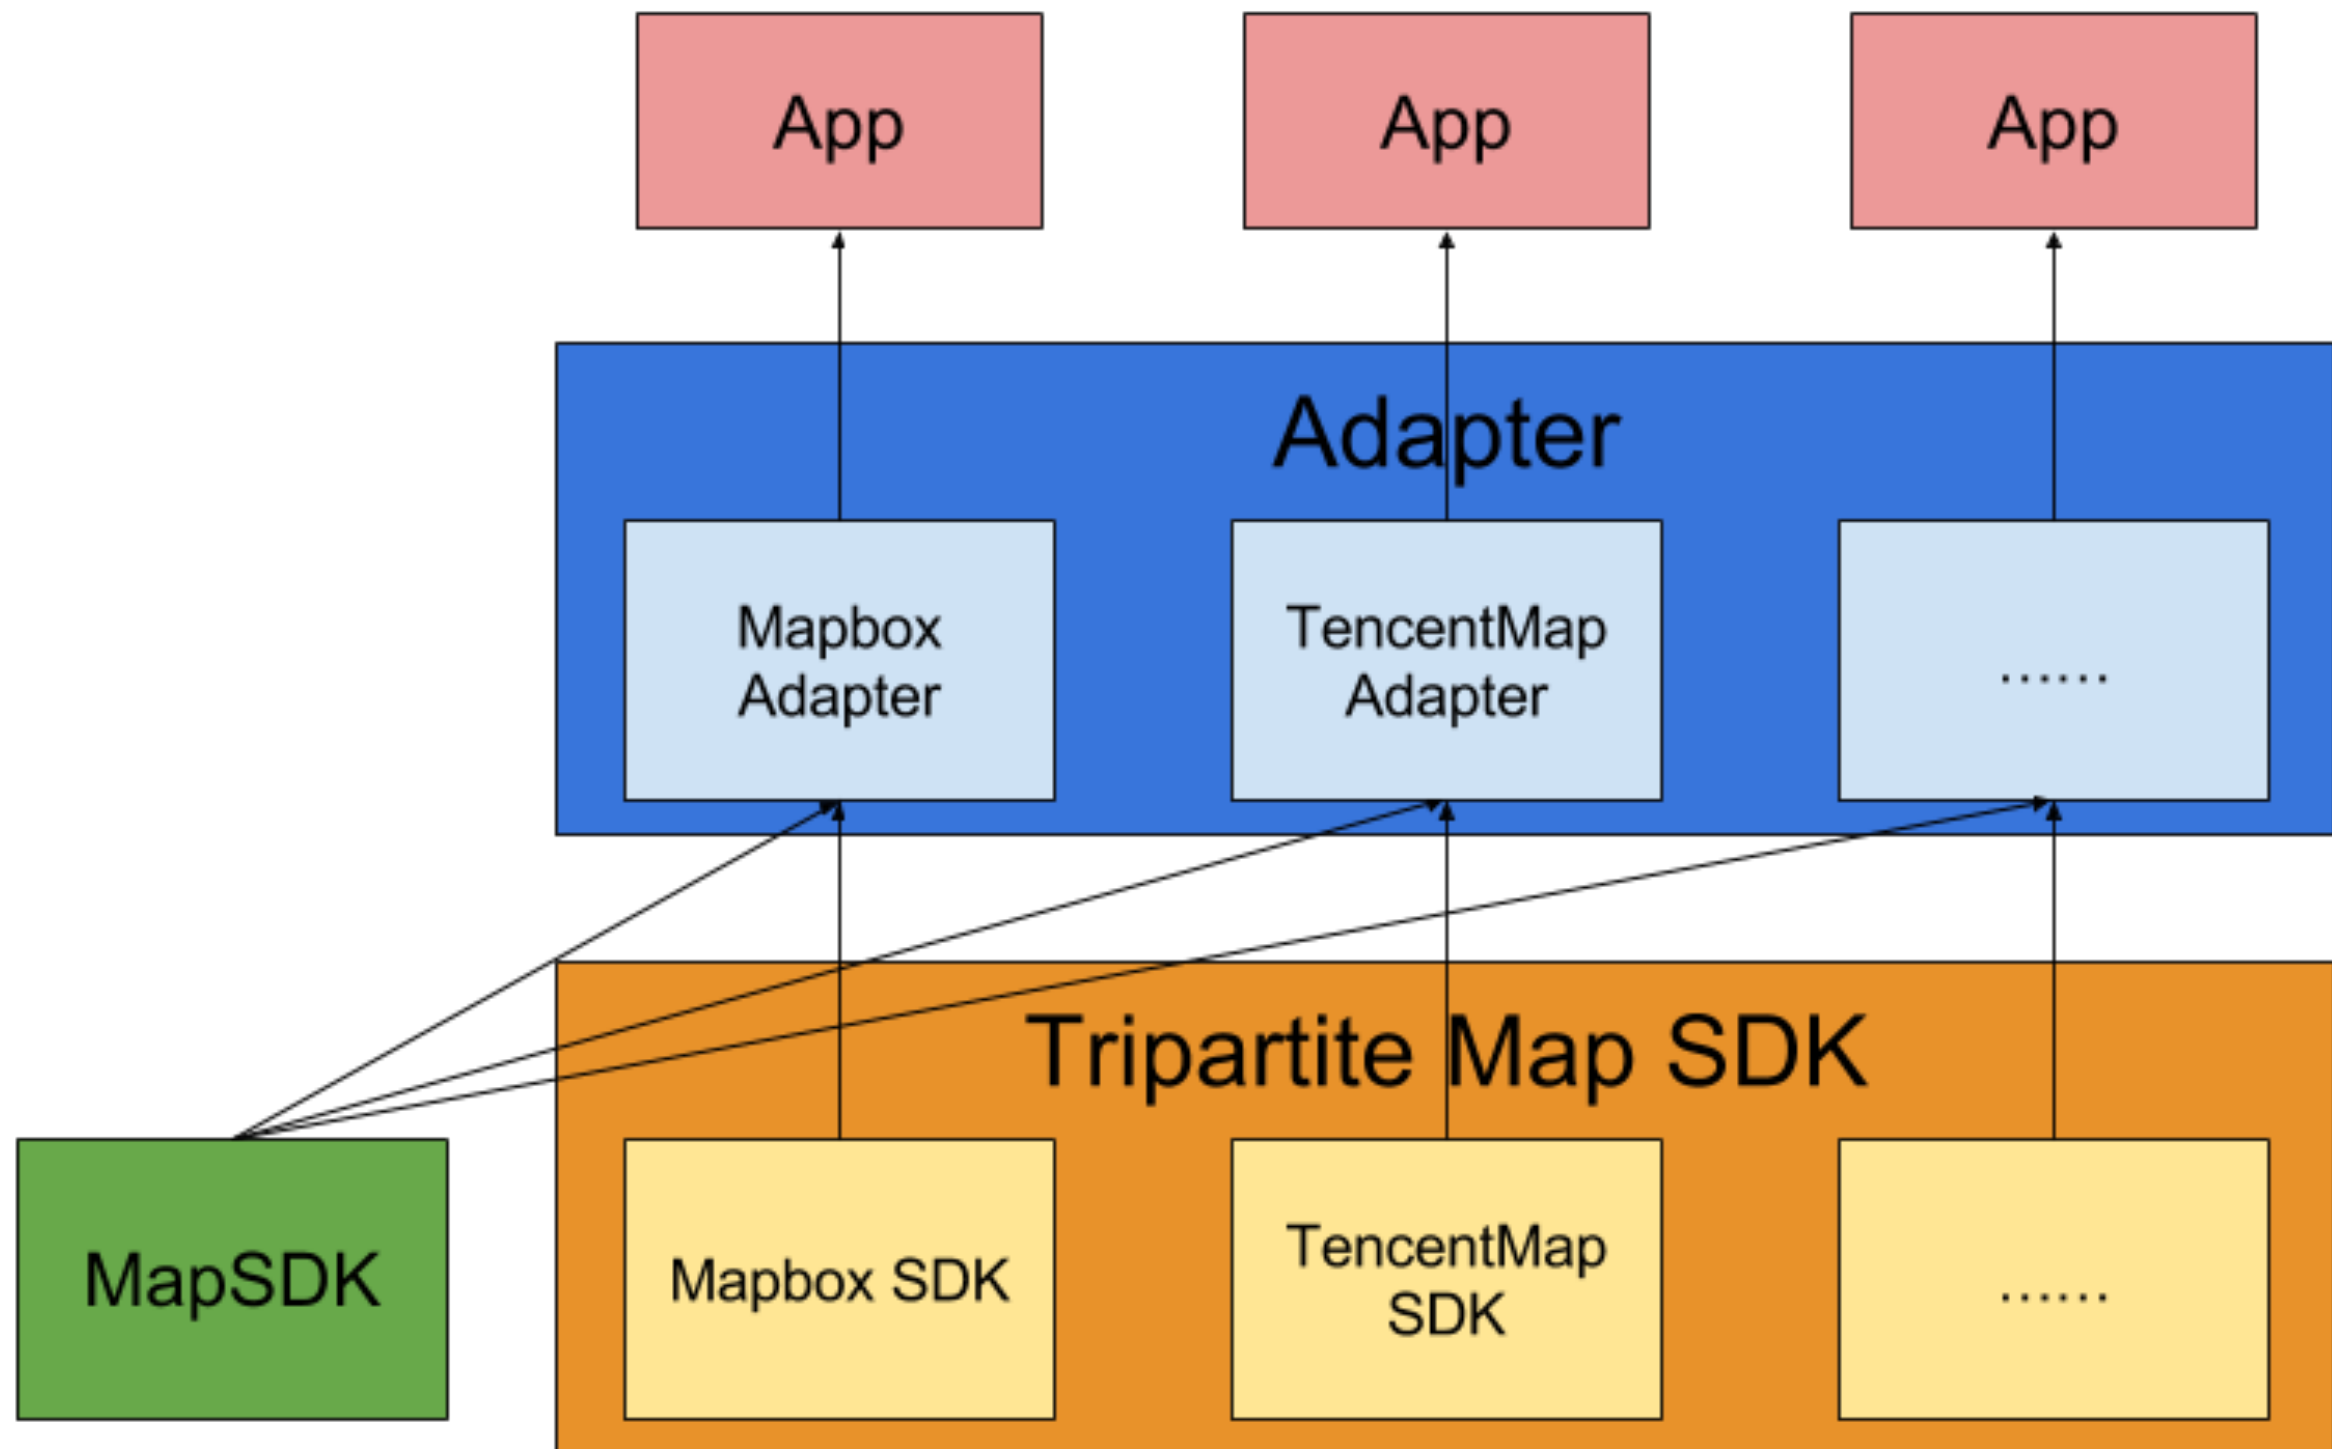 App
App
App
Adapter
Mapbox
Adapter
TencentMap
Adapter
......
Tripartite Map SDK
MapSDK
Mapbox SDK
TencentMap
SDK
......